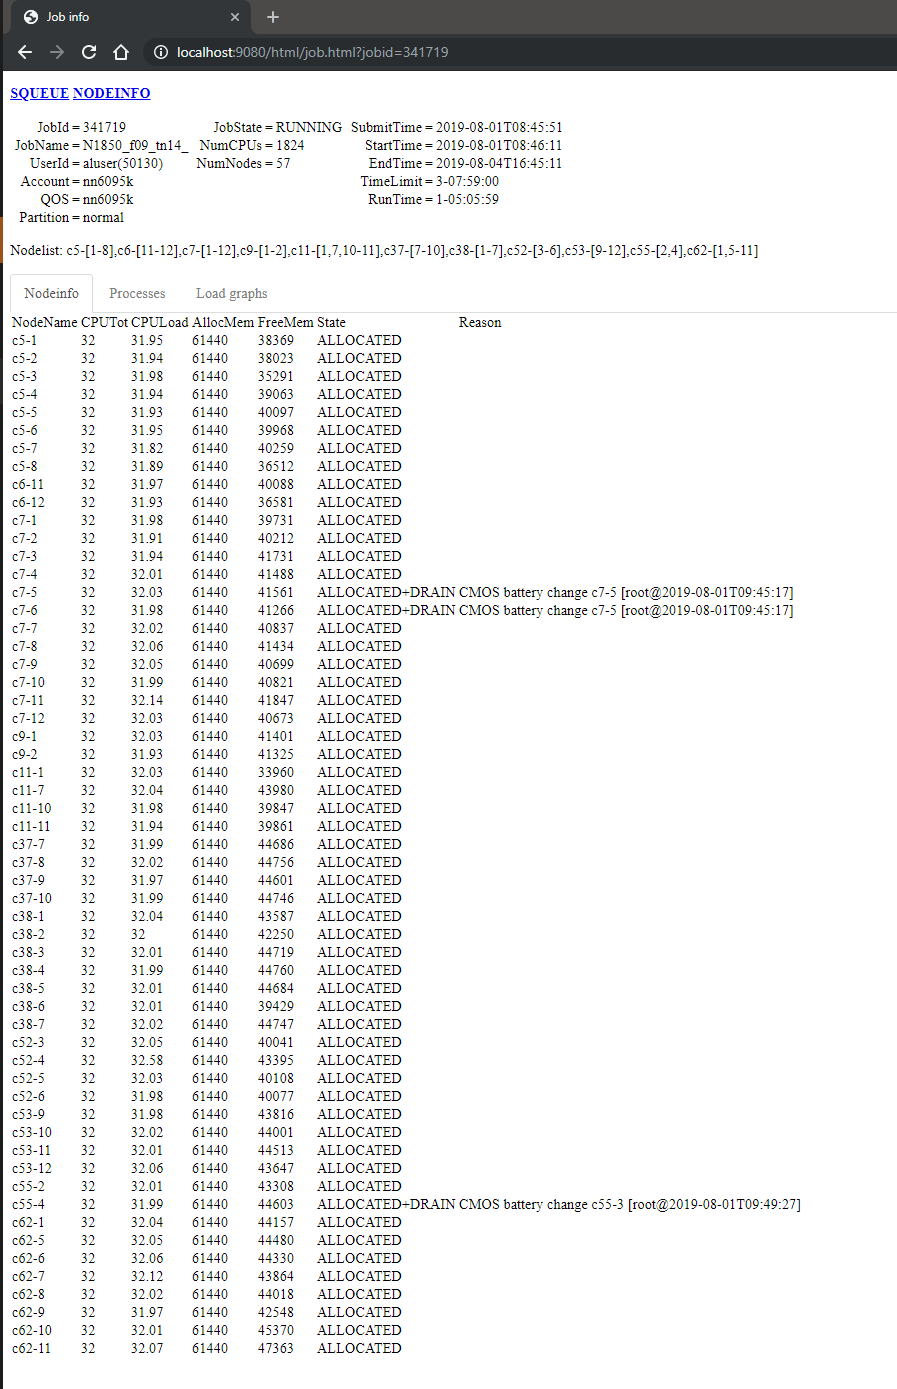 Job info
localhost:9080/html/job.html?jobid=341719
SQUEUE NODEINFO
JobId = 341719 JobState = RUNNING SubmitTime = 2019-08-01T08:45:51
JobName = N1850_f09_tn14_ NumCPUs = 1824 StartTime = 2019-08-01T08:46:11
UserId = aluser(50130) NumNodes = 57 EndTime = 2019-08-04T16:45:11
Account = nn6095k TimeLimit = 3-07:59:00
QOS = nn6095k RunTime = 1-05:05:59
Partition = normal
Nodelist: c5-[1-8],c6-[11-12],c7-[1-12],c9-[1-2],c11-[1,7,10-11],c37-[7-10],c38-[1-7],c52-[3-6],c53-[9-12],c55-[2,4],c62-[1,5-11]
Nodeinfo Processes Load graphs
NodeName CPUTot CPULoad AllocMem FreeMem State Reason
c5-1 32 31.95 61440 38369 ALLOCATED
c5-2 32 31.94 61440 38023 ALLOCATED
c5-3 32 31.98 61440 35291 ALLOCATED
c5-4 32 31.94 61440 39063 ALLOCATED
c5-5 32 31.93 61440 40097 ALLOCATED
c5-6 32 31.95 61440 39968 ALLOCATED
c5-7 32 31.82 61440 40259 ALLOCATED
c5-8 32 31.89 61440 36512 ALLOCATED
c6-11 32 31.97 61440 40088 ALLOCATED
c6-12 32 31.93 61440 36581 ALLOCATED
c7-1 32 31.98 61440 39731 ALLOCATED
c7-2 32 31.91 61440 40212 ALLOCATED
c7-3 32 31.94 61440 41731 ALLOCATED
c7-4 32 32.01 61440 41488 ALLOCATED
c7-5 32 32.03 61440 41561 ALLOCATED+DRAIN CMOS battery change c7-5 [root@2019-08-01T09:45:17]
c7-6 32 31.98 61440 41266 ALLOCATED+DRAIN CMOS battery change c7-5 [root@2019-08-01T09:45:17]
c7-7 32 32.02 61440 40837 ALLOCATED
c7-8 32 32.06 61440 41434 ALLOCATED
c7-9 32 32.05 61440 40699 ALLOCATED
c7-10 32 31.99 61440 40821 ALLOCATED
c7-11 32 32.14 61440 41847 ALLOCATED
c7-12 32 32.03 61440 40673 ALLOCATED
c9-1 32 32.03 61440 41401 ALLOCATED
c9-2 32 31.93 61440 41325 ALLOCATED
c11-1 32 32.03 61440 33960 ALLOCATED
c11-7 32 32.04 61440 43980 ALLOCATED
c11-10 32 31.98 61440 39847 ALLOCATED
c11-11 32 31.94 61440 39861 ALLOCATED
c37-7 32 31.99 61440 44686 ALLOCATED
c37-8 32 32.02 61440 44756 ALLOCATED
c37-9 32 31.97 61440 44601 ALLOCATED
c37-10 32 31.99 61440 44746 ALLOCATED
c38-1 32 32.04 61440 43587 ALLOCATED
c38-2 32 32 61440 42250 ALLOCATED
c38-3 32 32.01 61440 44719 ALLOCATED
c38-4 32 31.99 61440 44760 ALLOCATED
c38-5 32 32.01 61440 44684 ALLOCATED
c38-6 32 32.01 61440 39429 ALLOCATED
c38-7 32 32.02 61440 44747 ALLOCATED
c52-3 32 32.05 61440 40041 ALLOCATED
c52-4 32 32.58 61440 43395 ALLOCATED
c52-5 32 32.03 61440 40108 ALLOCATED
c52-6 32 31.98 61440 40077 ALLOCATED
c53-9 32 31.98 61440 43816 ALLOCATED
c53-10 32 32.02 61440 44001 ALLOCATED
c53-11 32 32.01 61440 44513 ALLOCATED
c53-12 32 32.06 61440 43647 ALLOCATED
c55-2 32 32.01 61440 43308 ALLOCATED
c55-4 32 31.99 61440 44603 ALLOCATED+DRAIN CMOS battery change c55-3 [root@2019-08-01T09:49:27]
c62-1 32 32.04 61440 44157 ALLOCATED
c62-5 32 32.05 61440 44480 ALLOCATED
c62-6 32 32.06 61440 44330 ALLOCATED
c62-7 32 32.12 61440 43864 ALLOCATED
c62-8 32 32.02 61440 44018 ALLOCATED
c62-9 32 31.97 61440 42548 ALLOCATED
c62-10 32 32.01 61440 45370 ALLOCATED
c62-11 32 32.07 61440 47363 ALLOCATED